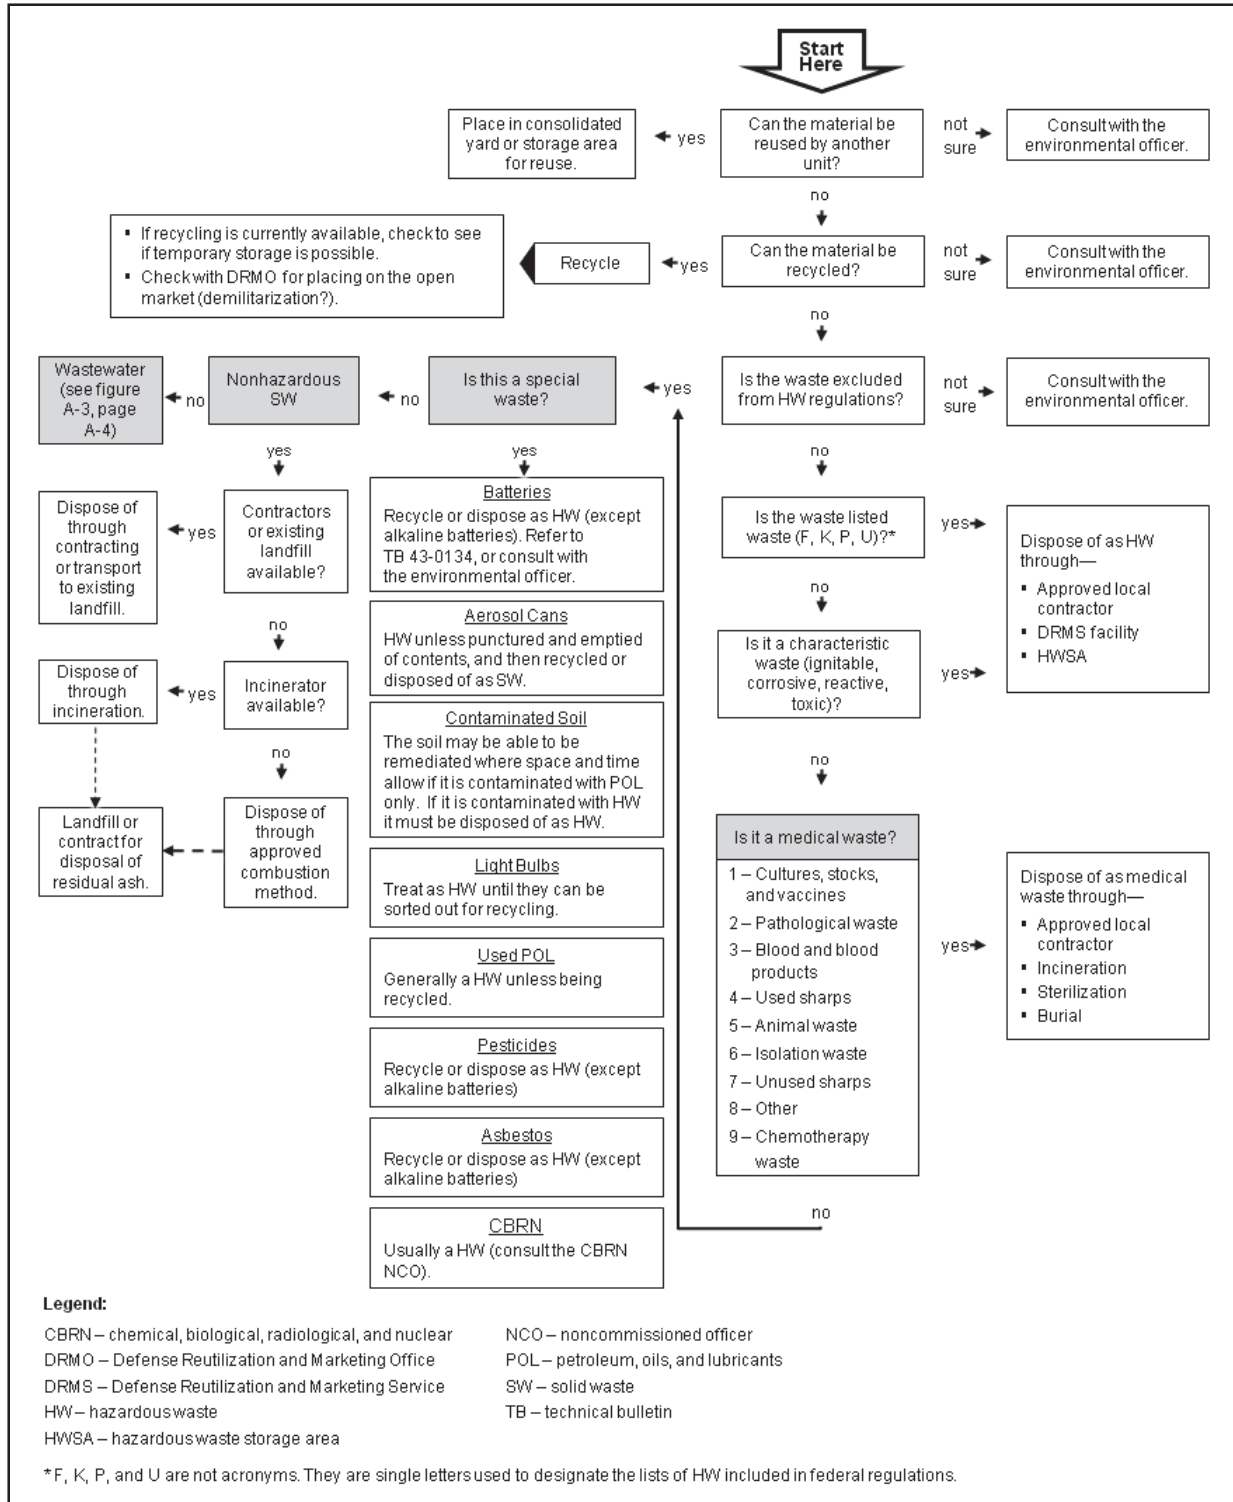 Start
Here
Place in consolidated
yard or storage area
for reuse.
yes
Can the material be
reused by another
unit?
not
sure
Consult with the
environmental officer.
no
▪ If recycling is currently available, check to see
if temporary storage is possible.
▪ Check with DRMO for placing on the open
market (demilitarization?).
Recycle
yes
Can the material be
recycled?
not
sure
Consult with the
environmental officer.
no
Wastewater
(see figure
A-3, page
A-4)
no
Nonhazardous
SW
no
Is this a special
waste?
yes
Is the waste excluded
from HW regulations?
not
sure
Consult with the
environmental officer.
yes
yes
no
Dispose of
through
contracting
or transport
to existing
landfill.
yes
Contractors
or existing
landfill
available?
no
Dispose of
through
incineration.
yes
Incinerator
available?
no
Landfill or
contract for
disposal of
residual ash.
Dispose of
through
approved
combustion
method.
Batteries
Recycle or dispose as HW (except
alkaline batteries). Refer to
TB 43-0134, or consult with
the environmental officer.
Aerosol Cans
HW unless punctured and emptied
of contents, and then recycled or
disposed of as SW.
Contaminated Soil
The soil may be able to be
remediated where space and time
allow if it is contaminated with POL
only. If it is contaminated with HW
it must be disposed of as HW.
Light Bulbs
Treat as HW until they can be
sorted out for recycling.
Used POL
Generally a HW unless being
recycled.
Pesticides
Recycle or dispose as HW (except
alkaline batteries)
Asbestos
Recycle or dispose as HW (except
alkaline batteries)
CBRN
Usually a HW (consult the CBRN
NCO).
Is the waste listed
waste (F, K, P, U)?*
yes
no
Is it a characteristic
waste (ignitable,
corrosive, reactive,
toxic)?
yes
Dispose of as HW
through—
▪ Approved local
contractor
▪ DRMS facility
▪ HWSA
no
Is it a medical waste?
1 – Cultures, stocks,
and vaccines
2 – Pathological waste
3 – Blood and blood
products
4 – Used sharps
5 – Animal waste
6 – Isolation waste
7 – Unused sharps
8 – Other
9 – Chemotherapy
waste
yes
Dispose of as medical
waste through—
▪ Approved local
contractor
▪ Incineration
▪ Sterilization
▪ Burial
no
Legend:
CBRN – chemical, biological, radiological, and nuclear
DRMO – Defense Reutilization and Marketing Office
DRMS – Defense Reutilization and Marketing Service
HW – hazardous waste
HWSA – hazardous waste storage area
NCO – noncommissioned officer
POL – petroleum, oils, and lubricants
SW – solid waste
TB – technical bulletin
*F, K, P, and U are not acronyms. They are single letters used to designate the lists of HW included in federal regulations.